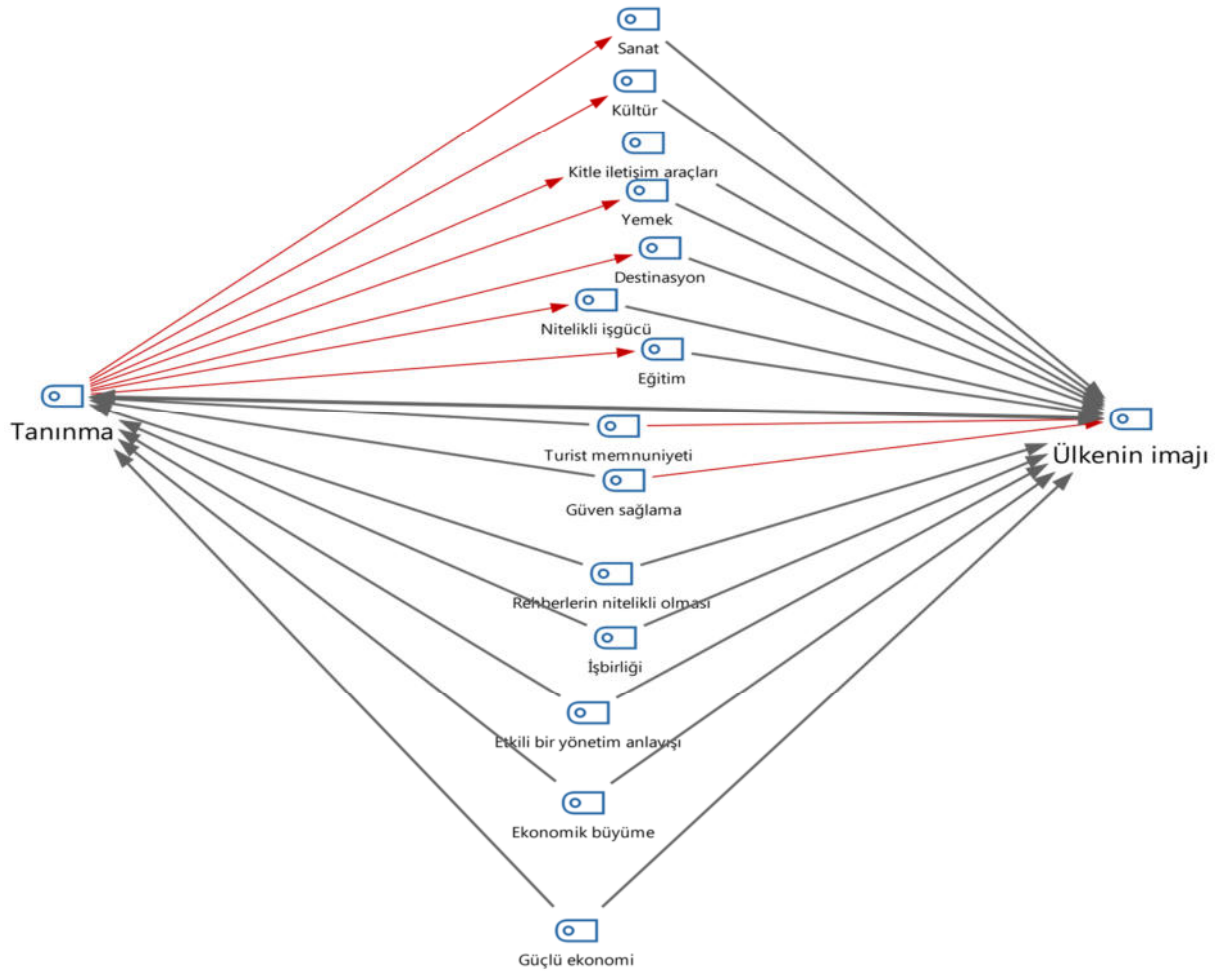 Sanat
Kültür
Kitle iletişim araçları
Yemek
Destinasyon
Nitelikli işgücü
Eğitim
Tanınma
Turist memnuniyeti
Ülkenin imajı
Güven sağlama
Rehberlerin nitelikli olması
İşbirliği
Etkili bir yönetim anlayışı
Ekonomik büyüme
Güçlü ekonomi